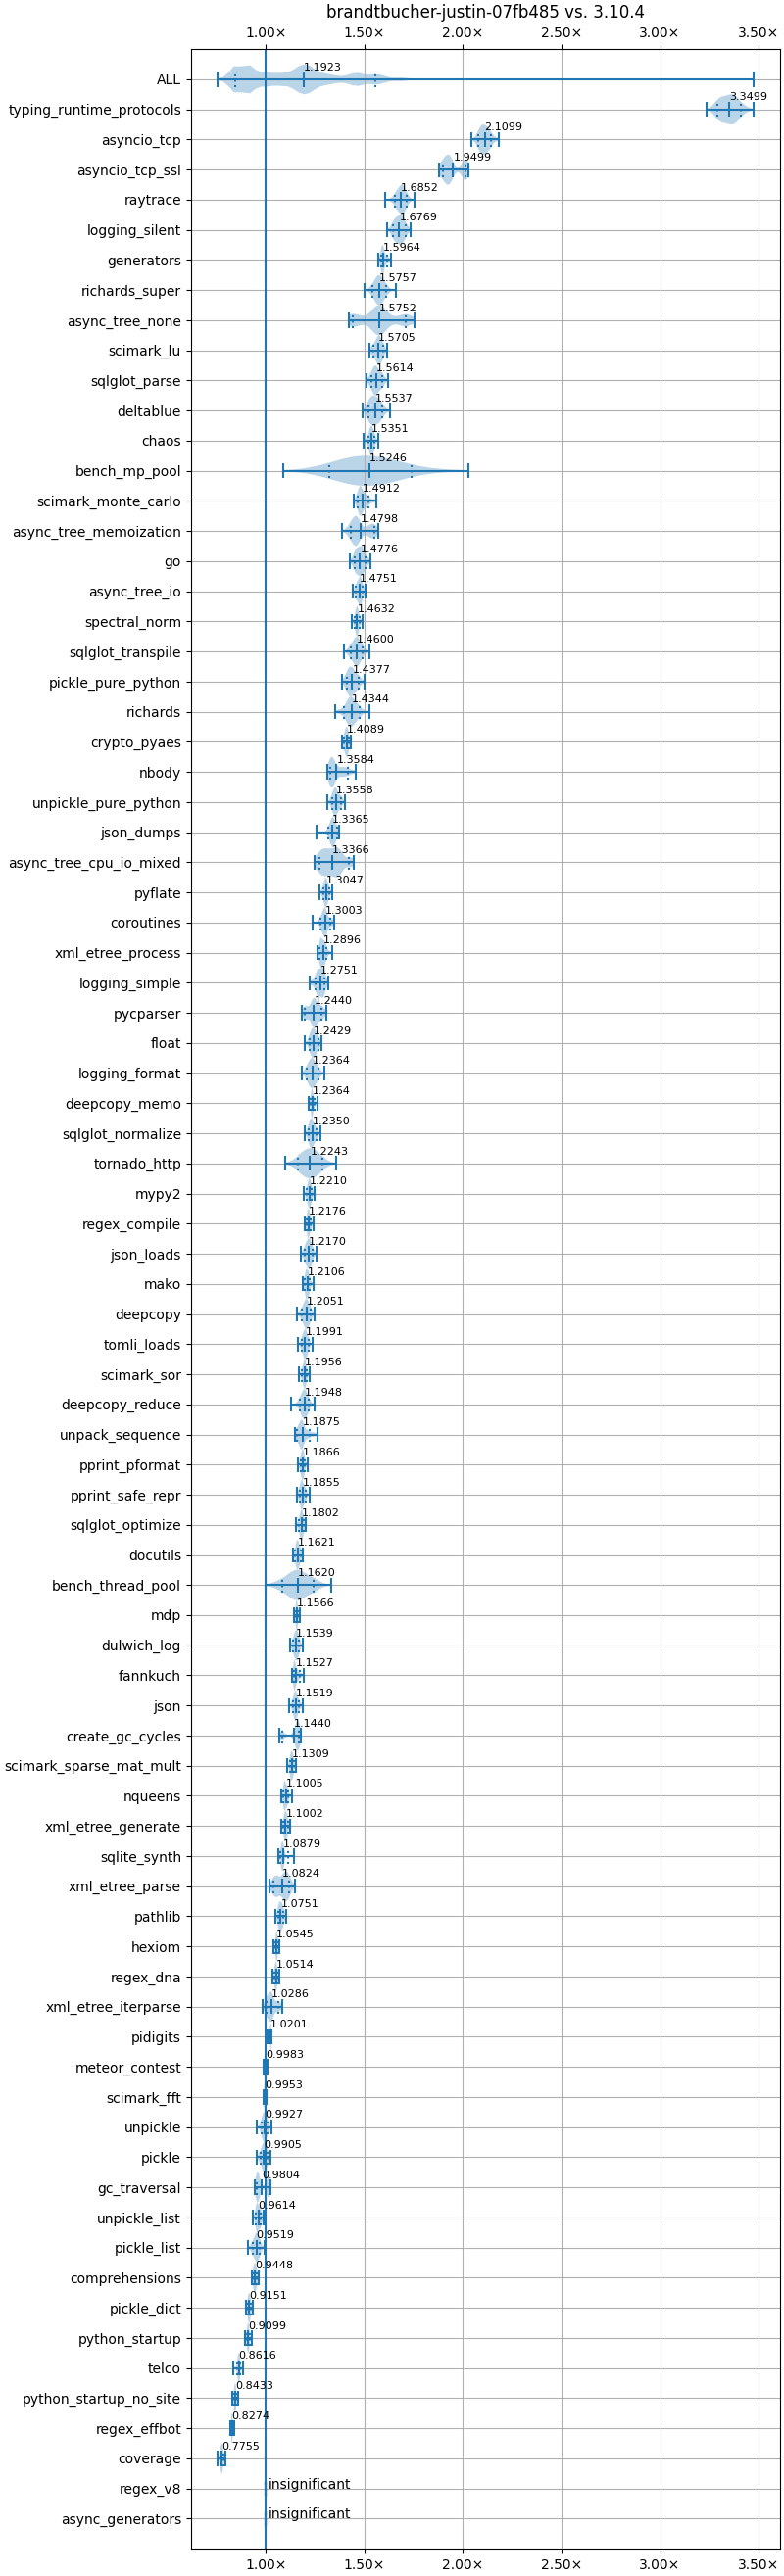 brandtbucher-justin-07fb485 vs. 3.10.4
1.00× 1.50× 2.00× 2.50× 3.00× 3.50×
ALL 1.1923
typing_runtime_protocols 3.3499
asyncio_tcp 2.1099
asyncio_tcp_ssl 1.9499
raytrace 1.6852
logging_silent 1.6769
generators 1.5964
richards_super 1.5757
async_tree_none 1.5752
scimark_lu 1.5705
sqlglot_parse 1.5614
deltablue 1.5537
chaos 1.5351
bench_mp_pool 1.5246
scimark_monte_carlo 1.4912
async_tree_memoization 1.4798
go 1.4776
async_tree_io 1.4751
spectral_norm 1.4632
sqlglot_transpile 1.4600
pickle_pure_python 1.4377
richards 1.4344
crypto_pyaes 1.4089
nbody 1.3584
unpickle_pure_python 1.3558
json_dumps 1.3365
async_tree_cpu_io_mixed 1.3366
pyflate 1.3047
coroutines 1.3003
xml_etree_process 1.2896
logging_simple 1.2751
pycparser 1.2440
float 1.2429
logging_format 1.2364
deepcopy_memo 1.2364
sqlglot_normalize 1.2350
tornado_http 1.2243
mypy2 1.2210
regex_compile 1.2176
json_loads 1.2170
mako 1.2106
deepcopy 1.2051
tomli_loads 1.1991
scimark_sor 1.1956
deepcopy_reduce 1.1948
unpack_sequence 1.1875
pprint_pformat 1.1866
pprint_safe_repr 1.1855
sqlglot_optimize 1.1802
docutils 1.1621
bench_thread_pool 1.1620
mdp 1.1566
dulwich_log 1.1539
fannkuch 1.1527
json 1.1519
create_gc_cycles 1.1440
scimark_sparse_mat_mult 1.1309
nqueens 1.1005
xml_etree_generate 1.1002
sqlite_synth 1.0879
xml_etree_parse 1.0824
pathlib 1.0751
hexiom 1.0545
regex_dna 1.0514
xml_etree_iterparse 1.0286
pidigits 1.0201
meteor_contest 0.9983
scimark_fft 0.9953
unpickle 0.9927
pickle 0.9905
gc_traversal 0.9804
unpickle_list 0.9614
pickle_list 0.9519
comprehensions 0.9448
pickle_dict 0.9151
python_startup 0.9099
telco 0.8616
python_startup_no_site 0.8433
regex_effbot 0.8274
coverage 0.7755
regex_v8 insignificant
async_generators insignificant
1.00× 1.50× 2.00× 2.50× 3.00× 3.50×